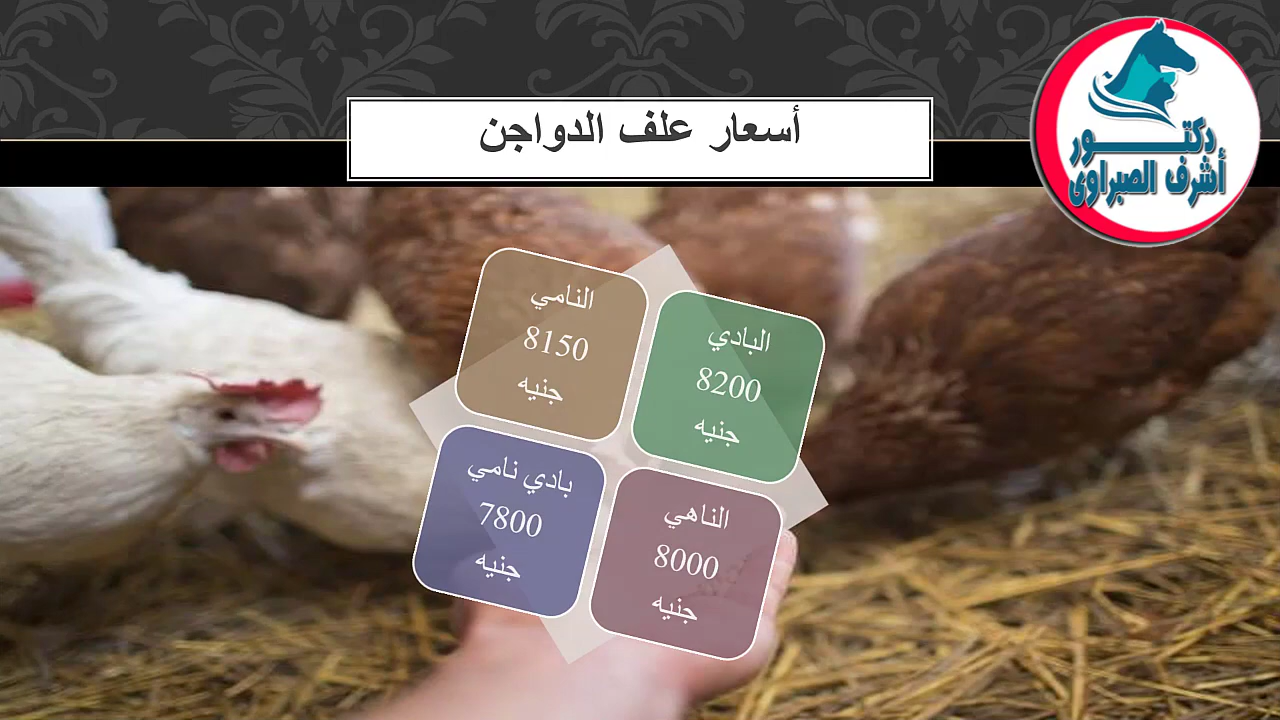 أسعار علف الدواجن
دكتور
أشرف الصبراوى
البادي
8200
جنيه
النامي
8150
جنيه
الناهي
8000
جنيه
بادي نامي
7800
جنيه